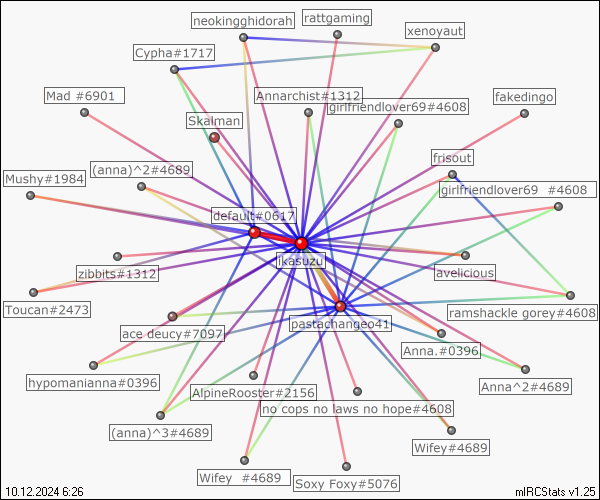 neokingghidorah
rattgaming
xenoyaut
Cypha#1717
Mad #6901
Annarchist#1312
girlfriendlover69#4608
fakedingo
Skalman
frisout
(anna)^2#4689
Mushy#1984
girlfriendlover69 #4608
default#0617
ikasuzu
zibbits#1312
avelicious
Toucan#2473
ramshackle gorey#4608
pastachangeo41
ace deucy#7097
Anna.#0396
hypomanianna#0396
Anna^2#4689
AlpineRooster#2156
no cops no laws no hope#4608
(anna)^3#4689
Wifey#4689
Wifey #4689
Soxy Foxy#5076
10.12.2024 6:26
mIRCStats v1.25